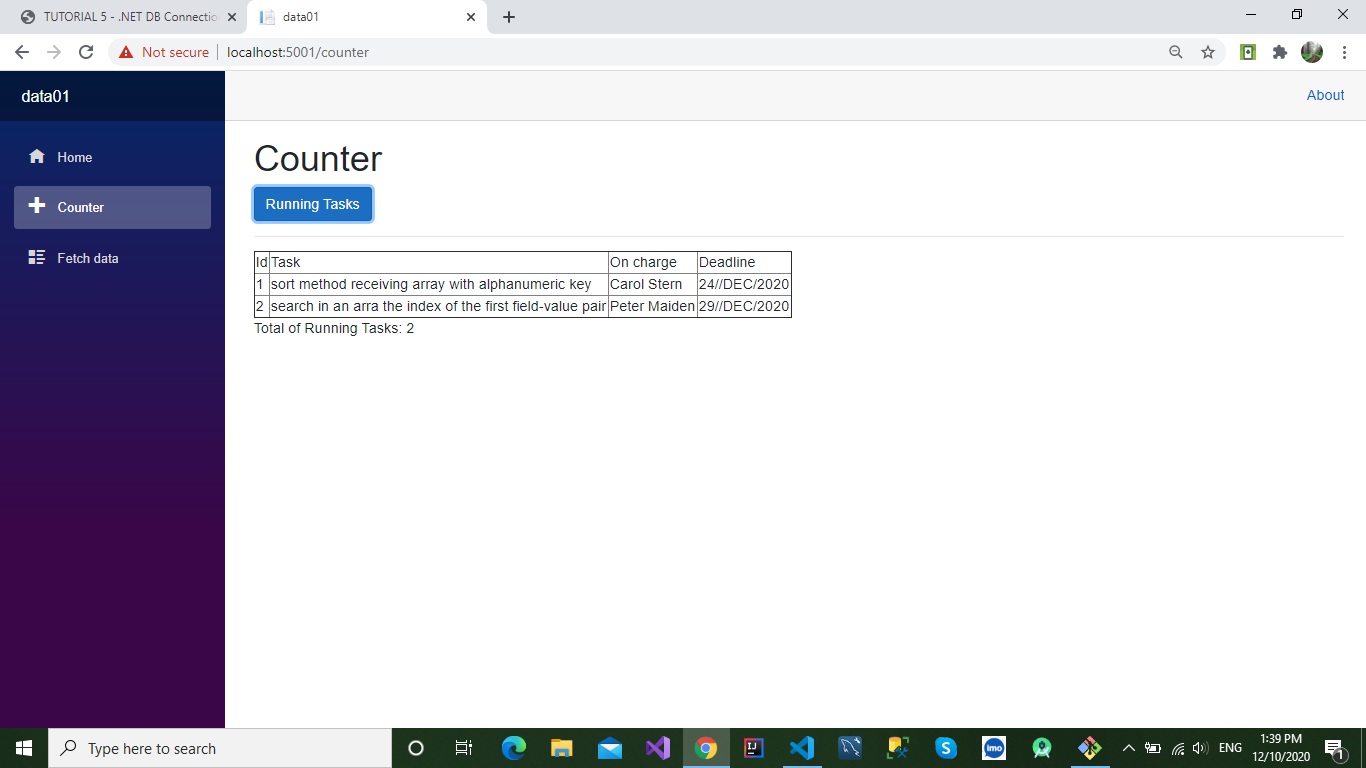 TUTORIAL 5 - .NET DB Connectio
data01
Not secure
localhost:5001/counter
data01
About
Home
Counter
Fetch data
Counter
Running Tasks
Id Task On charge Deadline
1 sort method receiving array with alphanumeric key Carol Stern 24//DEC/2020
2 search in an arra the index of the first field-value pair Peter Maiden 29//DEC/2020
Total of Running Tasks: 2
Type here to search
IJ
imo
ENG
1:39 PM
12/10/2020
1